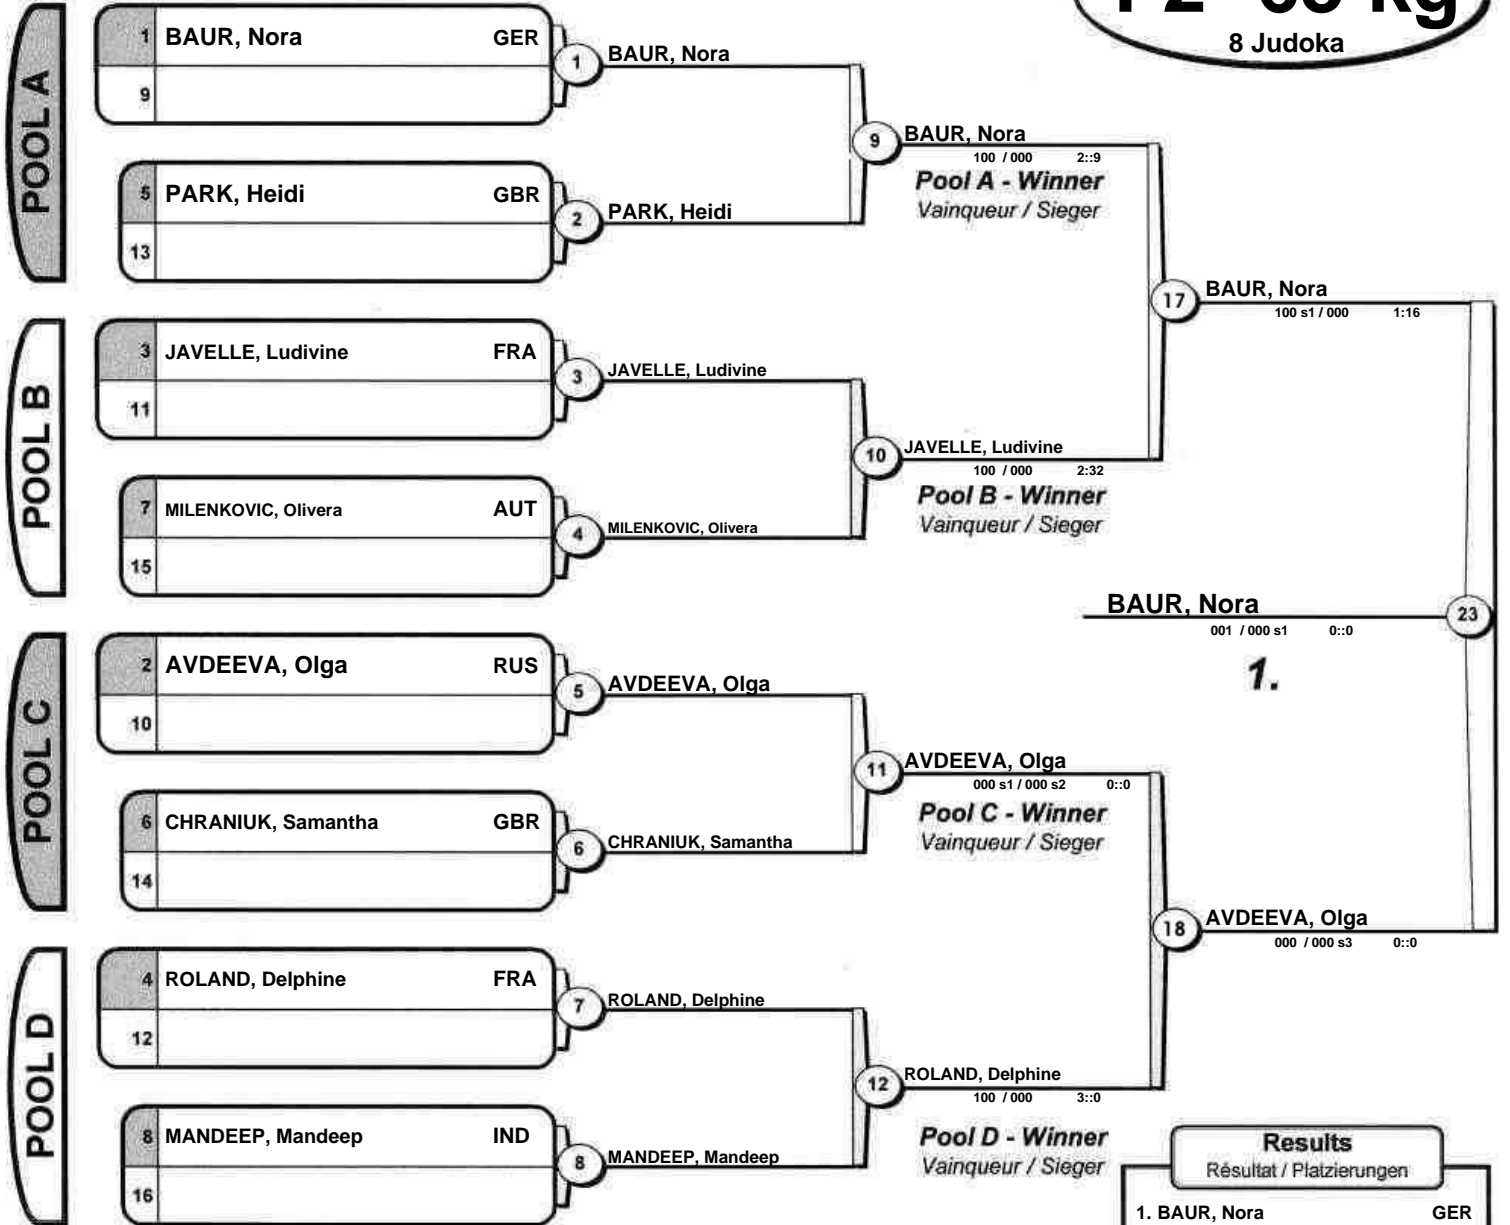 8 Judoka
POOL A
1 BAUR, Nora GER
9
5 PARK, Heidi GBR
13
1 BAUR, Nora
2 PARK, Heidi
9 BAUR, Nora
100 / 000 2::9
Pool A - Winner
Vainqueur / Sieger
POOL B
3 JAVELLE, Ludivine FRA
11
7 MILENKOVIC, Olivera AUT
15
3 JAVELLE, Ludivine
4 MILENKOVIC, Olivera
10 JAVELLE, Ludivine
100 / 000 2:32
Pool B - Winner
Vainqueur / Sieger
17 BAUR, Nora
100 s1 / 000 1:16
BAUR, Nora 23
001 / 000 s1 0::0
1.
POOL C
2 AVDEEVA, Olga RUS
10
6 CHRANIUK, Samantha GBR
14
5 AVDEEVA, Olga
6 CHRANIUK, Samantha
11 AVDEEVA, Olga
000 s1 / 000 s2 0::0
Pool C - Winner
Vainqueur / Sieger
18 AVDEEVA, Olga
000 / 000 s3 0::0
POOL D
4 ROLAND, Delphine FRA
12
8 MANDEEP, Mandeep IND
16
7 ROLAND, Delphine
8 MANDEEP, Mandeep
12 ROLAND, Delphine
100 / 000 3::0
Pool D - Winner
Vainqueur / Sieger
Results
Résultat / Platzierungen
1. BAUR, Nora GER